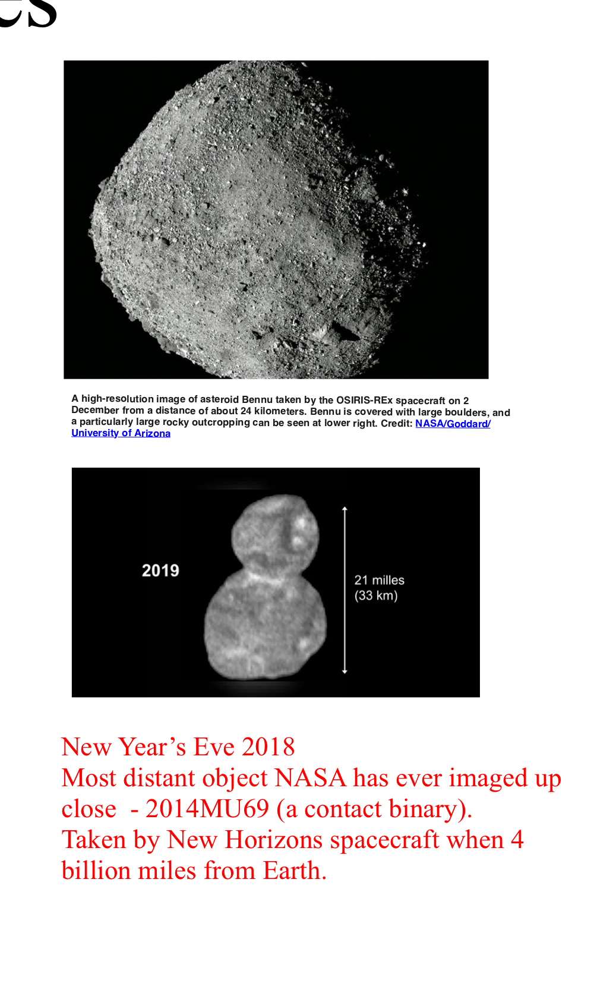 es
A high-resolution image of asteroid Bennu taken by the OSIRIS-REx spacecraft on 2
December from a distance of about 24 kilometers. Bennu is covered with large boulders, and
a particularly large rocky outcropping can be seen at lower right. Credit: NASA/Goddard/
University of Arizona
2019
21 milles
(33 km)
New Year’s Eve 2018
Most distant object NASA has ever imaged up
close  - 2014MU69 (a contact binary).
Taken by New Horizons spacecraft when 4
billion miles from Earth.